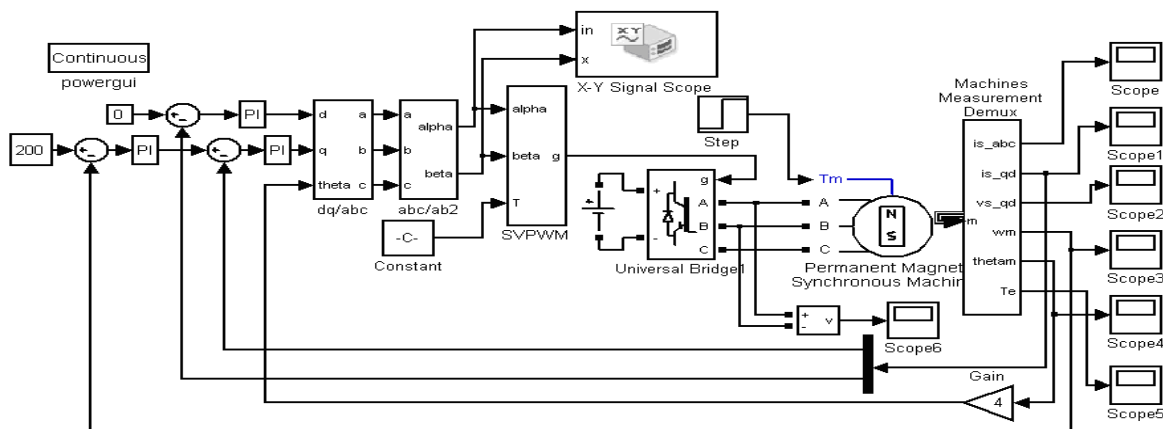 Continuous
powergui
0
200
PI
PI
PI
d
q
theta
a
b
c
dq/abc
a
b
c
alpha
beta
abc/ab2
in
x
X-Y Signal Scope
alpha
beta
T
g
SVPWM
-C-
Constant
Step
g
+
-
A
B
C
Universal Bridge1
Tm
A
B
C
N
S
m
Permanent Magnet
Synchronous Machin
Machines
Measurement
Demux
is_abc
is_qd
vs_qd
wm
thetam
Te
+
-
v
Scope6
Gain
4
Scope
Scope1
Scope2
Scope3
Scope4
Scope5